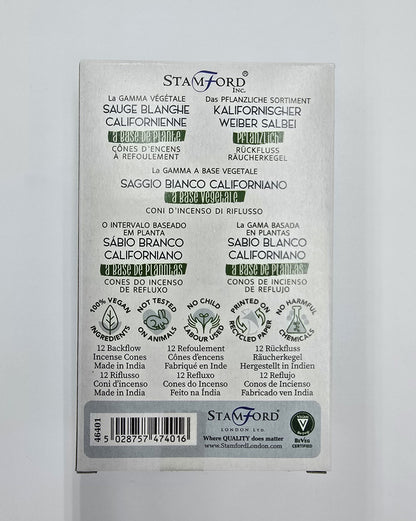 STAMFORD®
INC.
La GAMMA VÉGÉTALE
SAUGE BLANGHE
CALIFORNIENNE
A BASE DE PLANTE
CÔNES D'ENCENS
A REFOULEMENT
Das PFLANZLICHE SORTIMENT
KALIFORNISCHER
WEIBER SALBEI
PFLANZLICH
RÜCKFLUSS
RÄUCHERKEGEL
La GAMMA A BASE VEGETALE
SAGGIO BIANCO CALIFORNIANO
A BASE VEGETALE
CONI D'INCENSO DI RIFLUSSO
O INTERVALO BASEADO
EM PLANTA
SÁBIO BRANCO
CALIFORNIANO
A BASE DE PLANTAS
CONES DO INCENSO
DE REFLUXO
La GAMA BASADA
EN PLANTAS
SABIO BLANCO
CALIFORNIANO
A BASE DE PLANTAS
CONES DE INCIENSO
DE REFLUJO
100% VEGAN
INGREDIENTS
NOT TESTED
ON ANIMALS
NO CHILD
LABOUR USED
PRINTED ON
RECYCLED PAPER
NO HARMFUL
CHEMICALS
12 Backflow
Incense Cones
Made in India
12 Riflusso
Coni d'incenso
Made in India
12 Refoulement
Cônes d'encens
Fabriqué en Inde
12 Refluxo
Cones do Incenso
Feito na Índia
12 Rückfluss
Räucherkegel
Hergestellt in Indien
12 Reflujo
Conos de Incienso
Fabricado ven India
46401
5 028757 474016
STAMFORD
LONDON LTD.
Where QUALITY does matter
www.StamfordLondon.com
BeVeg
CERTIFIED